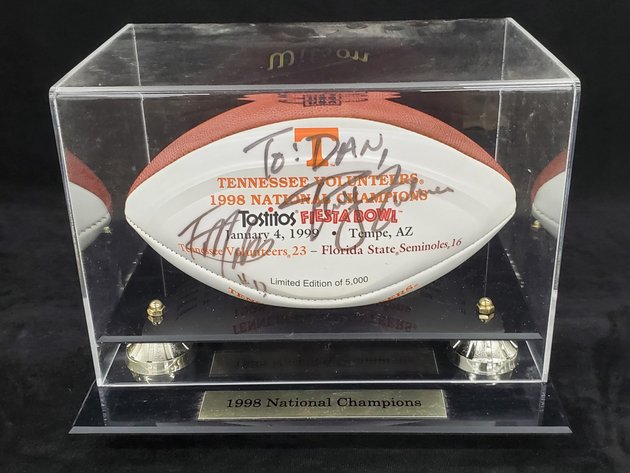 To: DAN,
T
TENNESSEE VOLUNTEERS®
1998 NATIONAL CHAMPIONS
Tostitos® FIESTA BOWL™
January 4, 1999 • Tempe, AZ
Tennessee Volunteers, 23 – Florida State Seminoles, 16
Limited Edition of 5,000
1998 National Champions